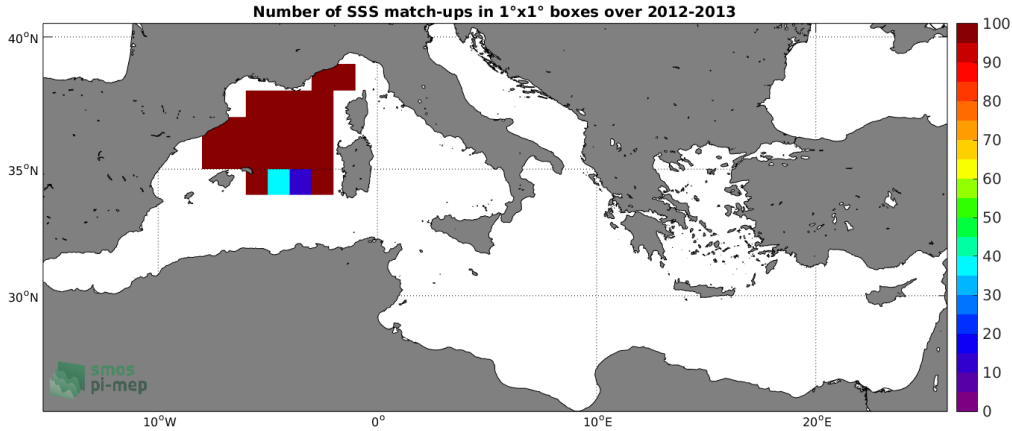 Number of SSS match-ups in 1°x1° boxes over 2012-2013
40°N
35°N
30°N
10°W
0°
10°E
20°E
100
90
80
70
60
50
40
30
20
10
0
smos
pi-mep